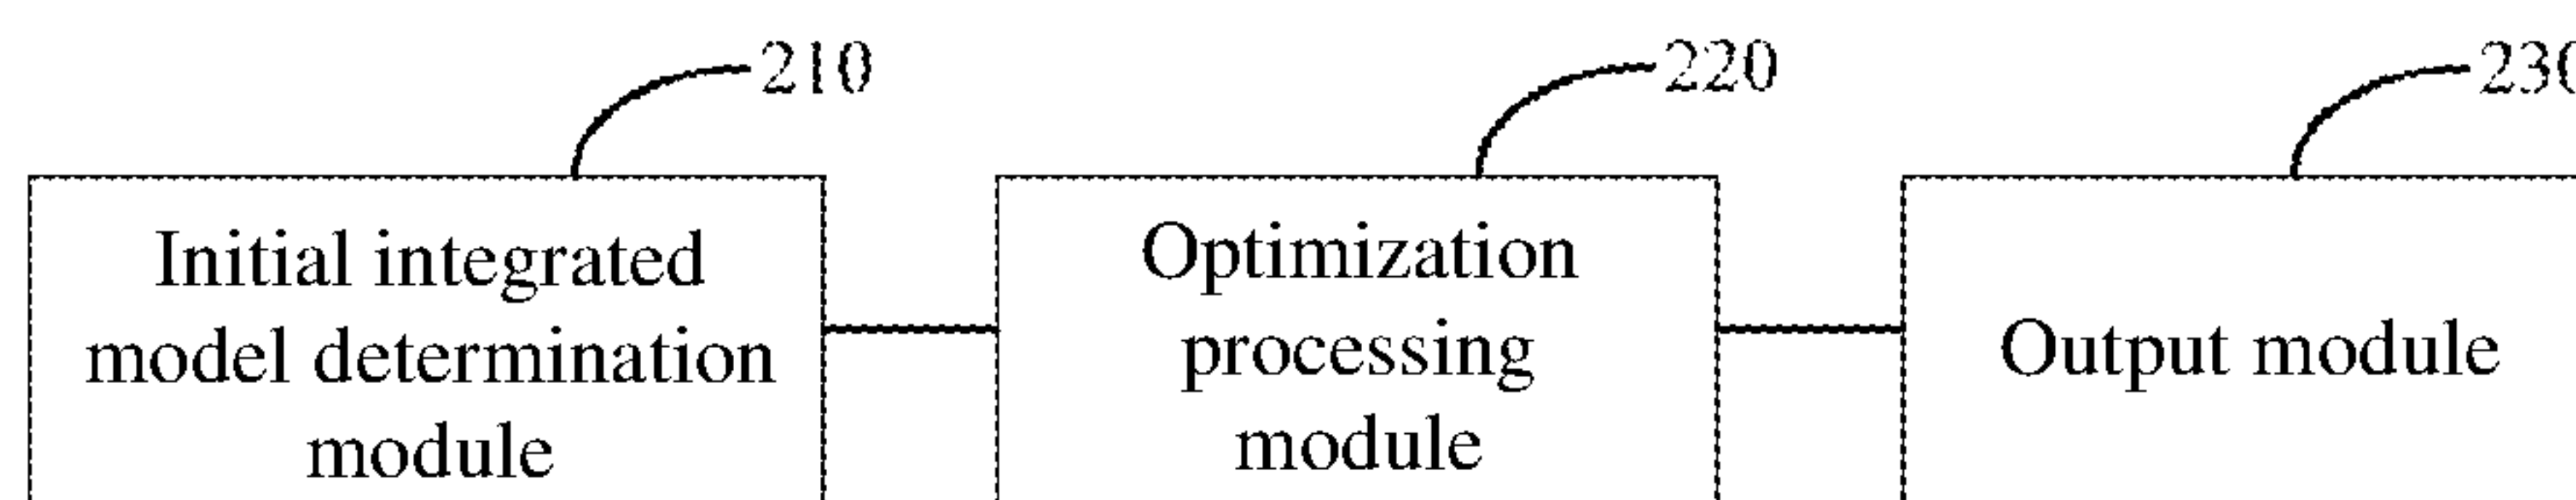 210
220
230
Initial integrated
model determination
module
Optimization
processing
module
Output module